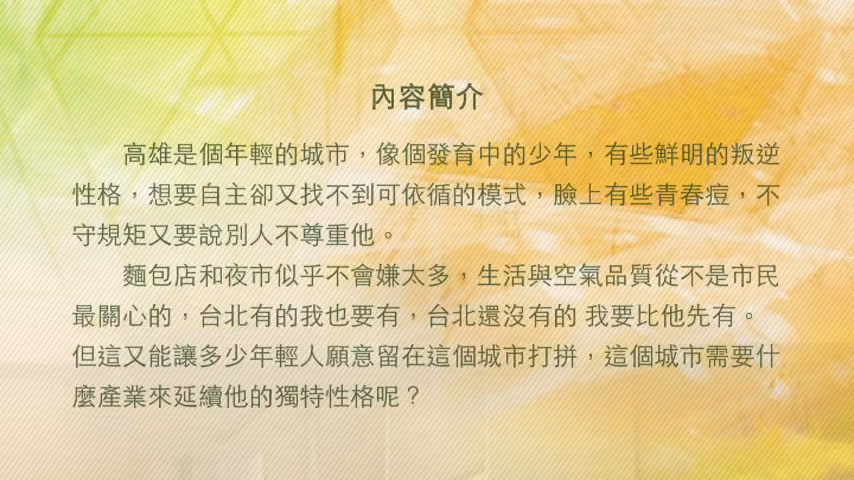 內容簡介
高雄是個年輕的城市，像個發育中的少年，有些鮮明的叛逆
性格，想要自主卻又找不到可依循的模式，臉上有些青春痘，不
守規矩又要說別人不尊重他。
麵包店和夜市似乎不會嫌太多，生活與空氣品質從不是市民
最關心的，台北有的我也要有，台北還沒有的 我要比他先有。
但這又能讓多少年輕人願意留在這個城市打拼，這個城市需要什
麼產業來延續他的獨特性格呢？